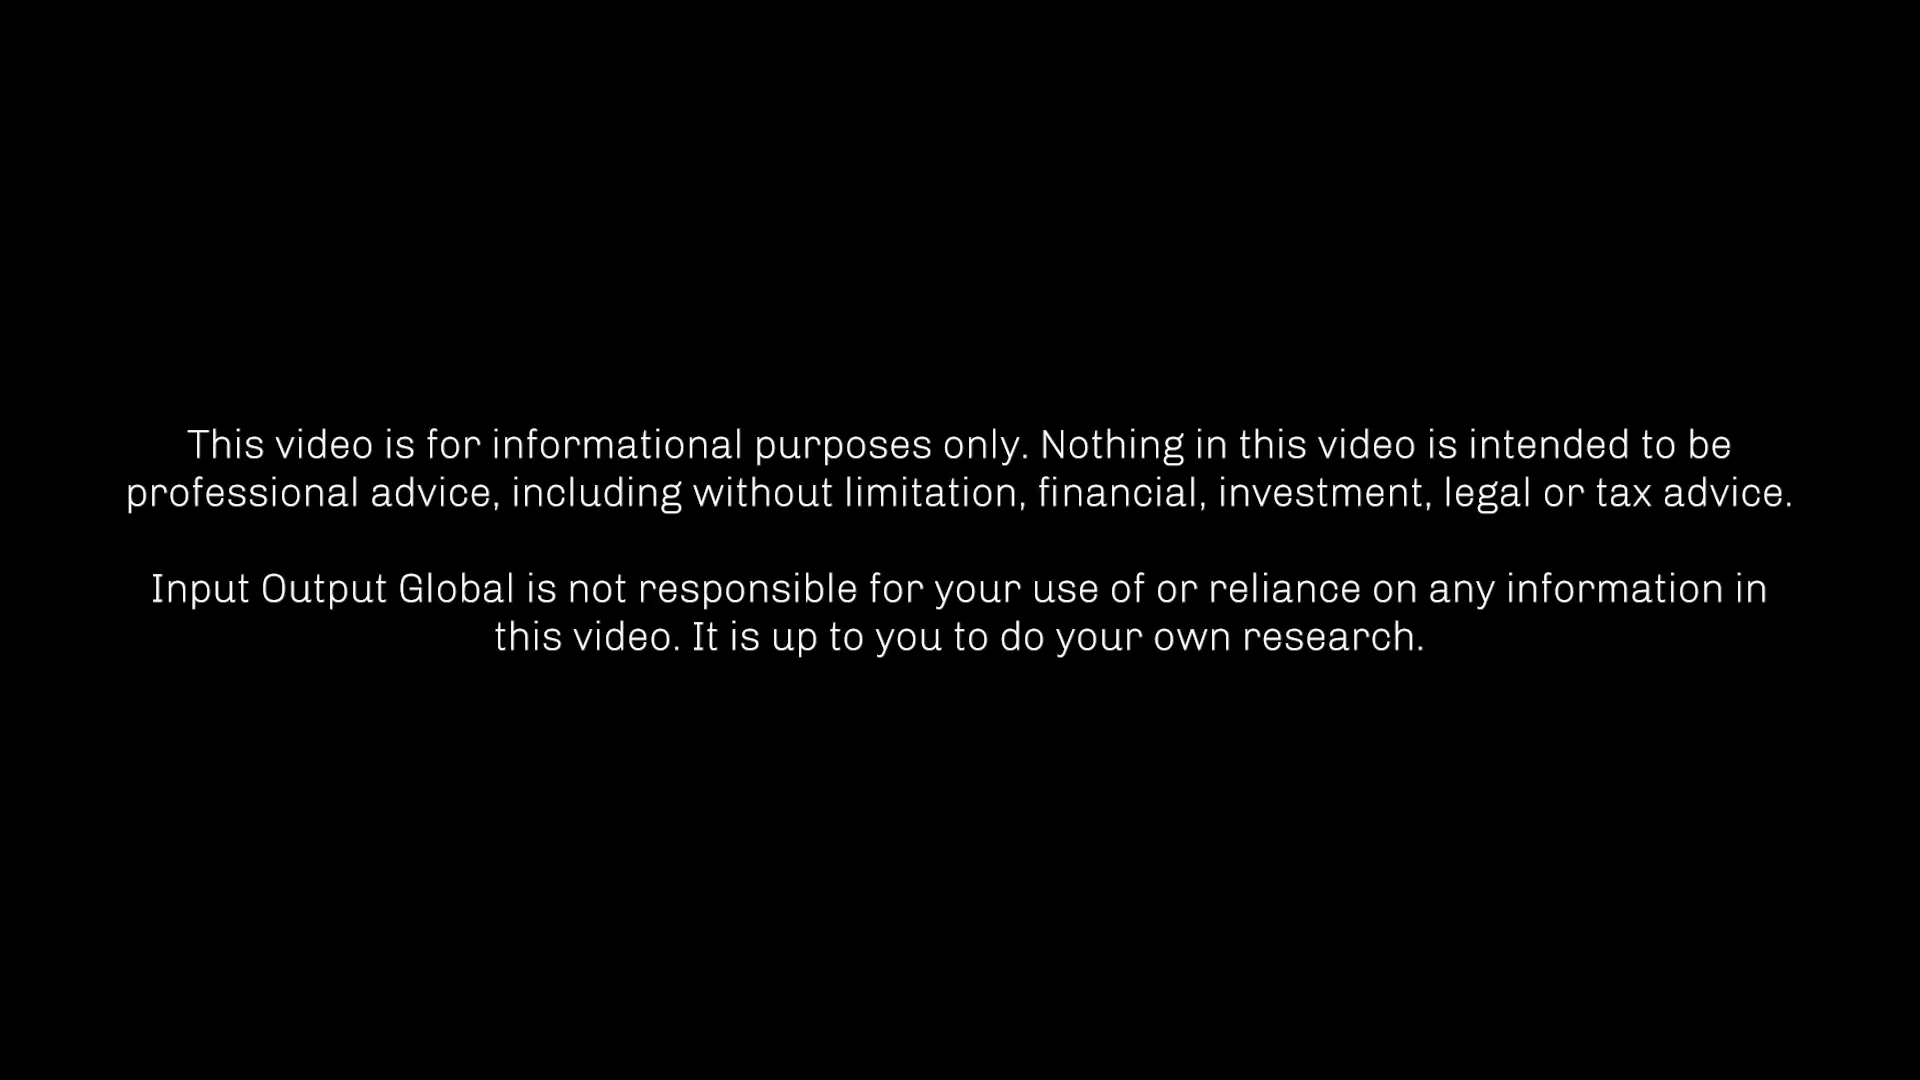 This video is for informational purposes only. Nothing in this video is intended to be
professional advice, including without limitation, financial, investment, legal or tax advice.
Input Output Global is not responsible for your use of or reliance on any information in
this video. It is up to you to do your own research.